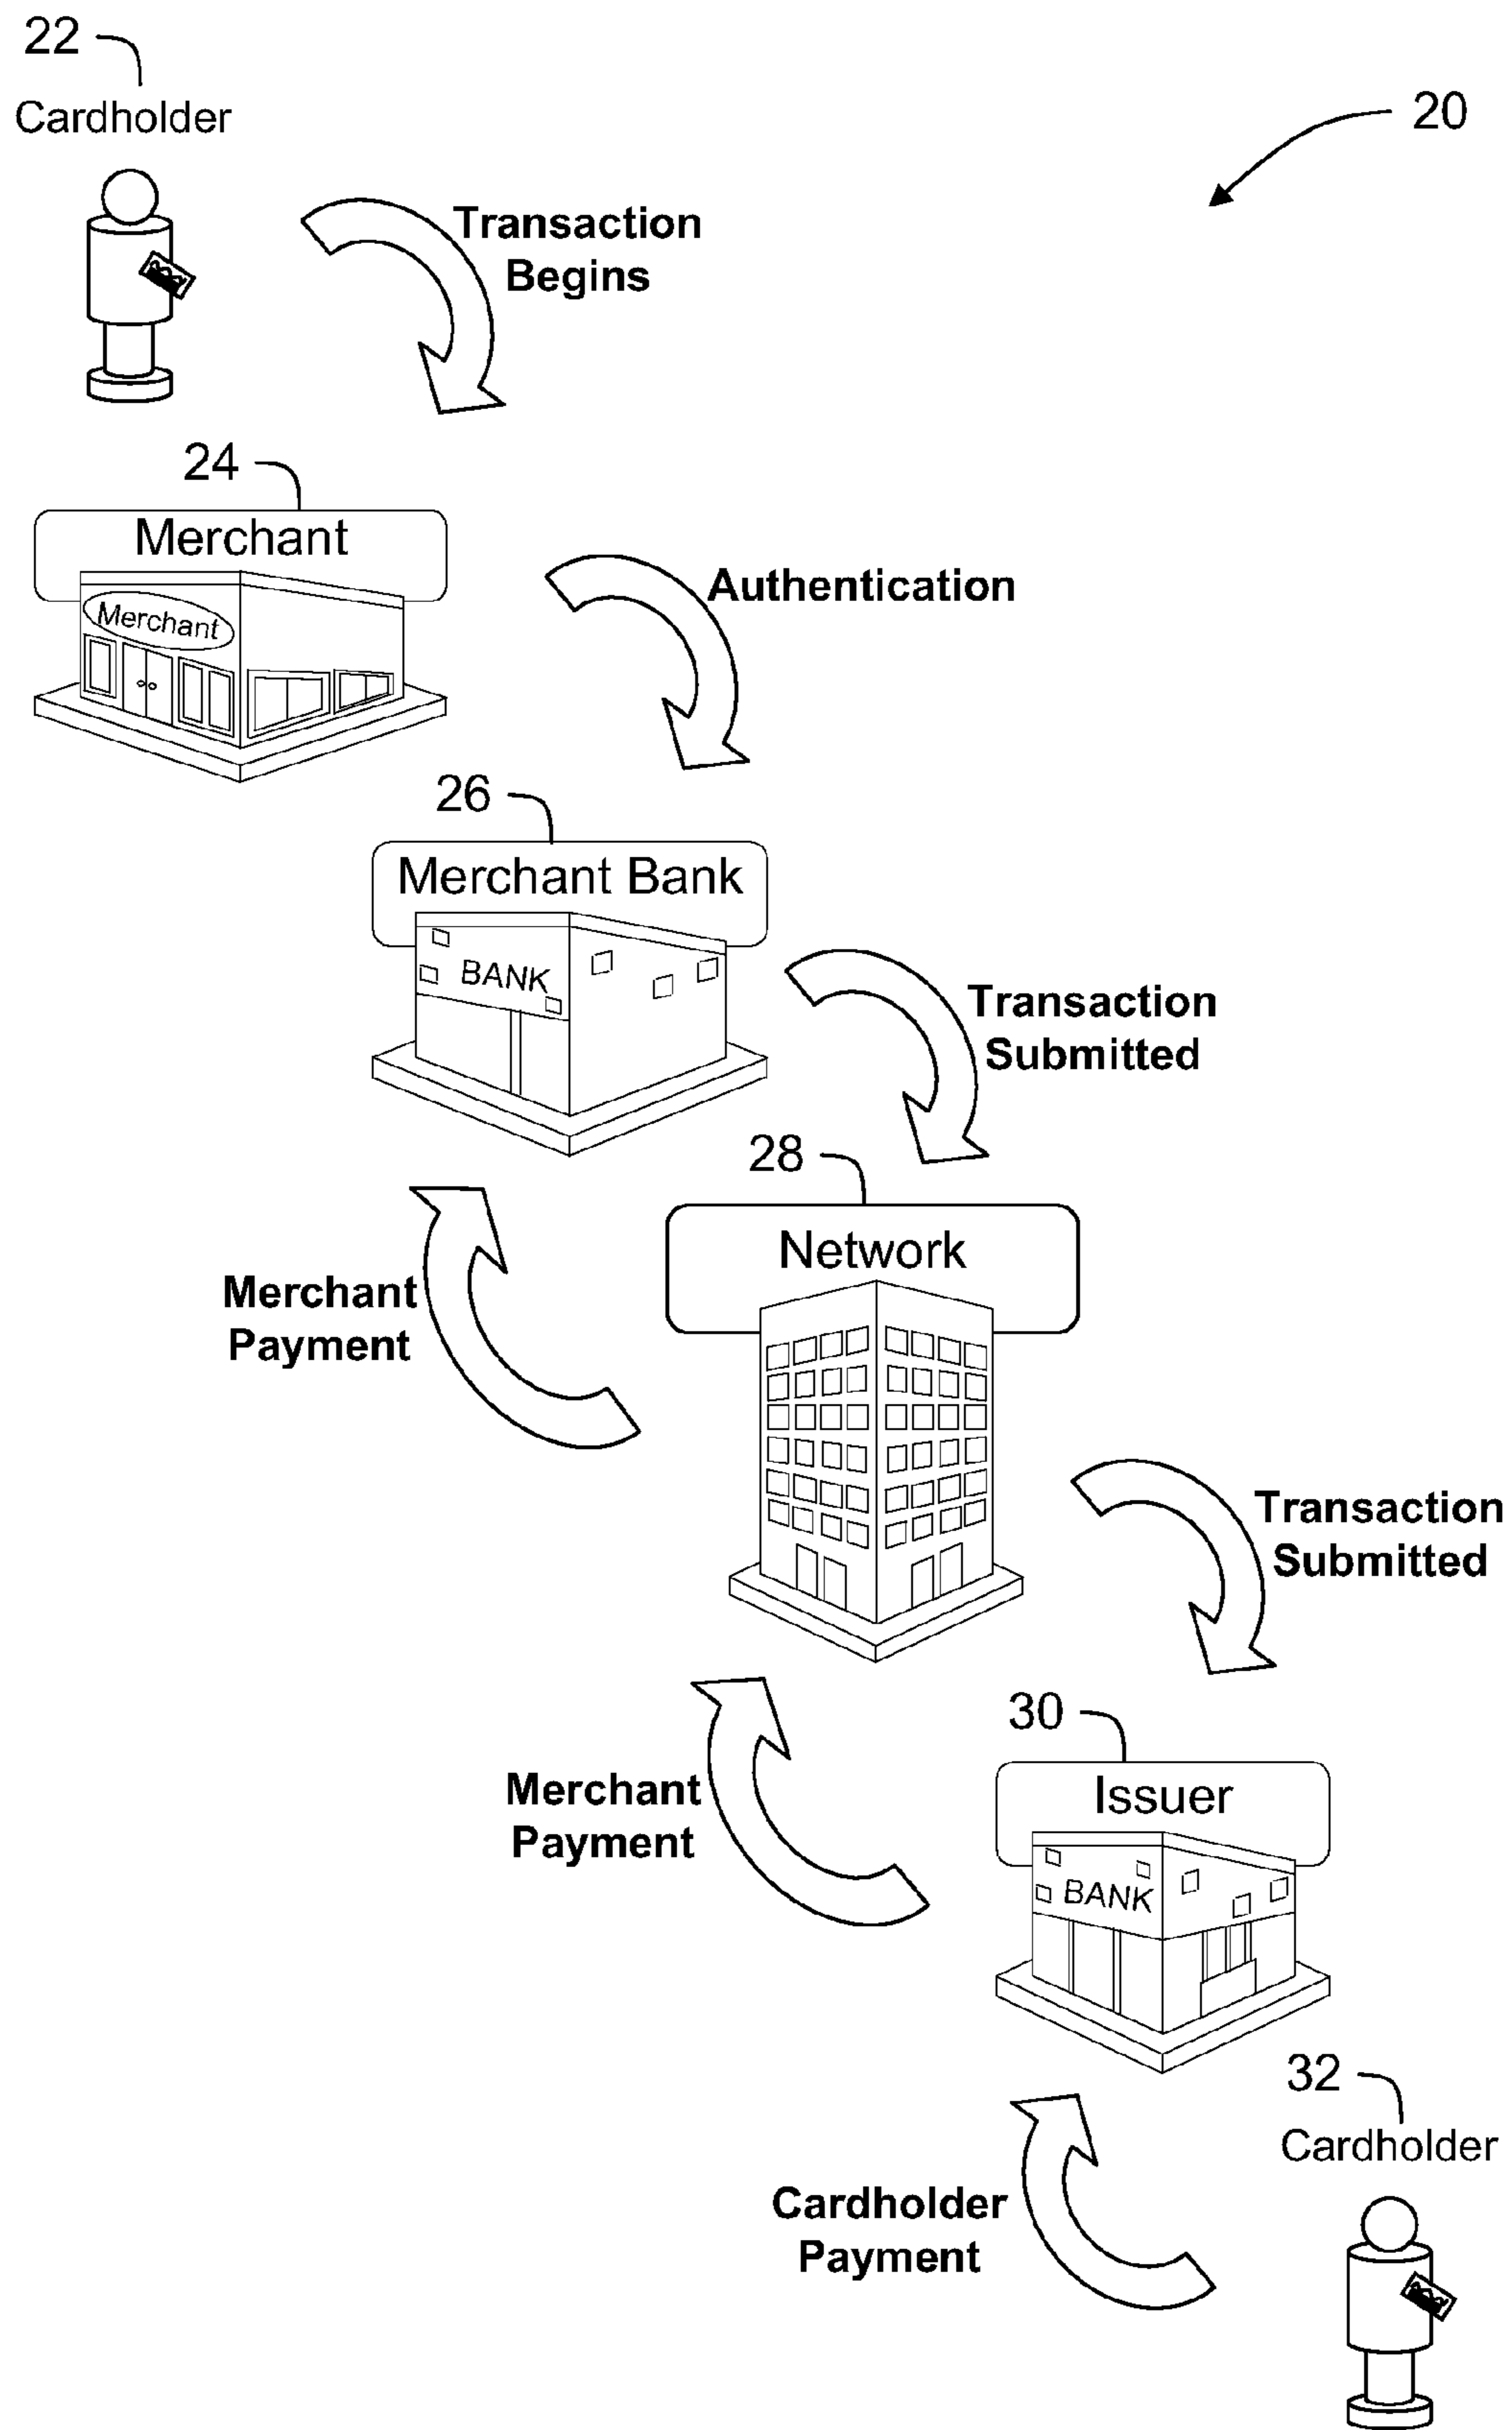 22
Cardholder
20
Transaction
Begins
24
Merchant
Merchant
Authentication
26
Merchant Bank
BANK
Transaction
Submitted
28
Network
Merchant
Payment
Transaction
Submitted
30
Issuer
BANK
Merchant
Payment
32
Cardholder
Cardholder
Payment